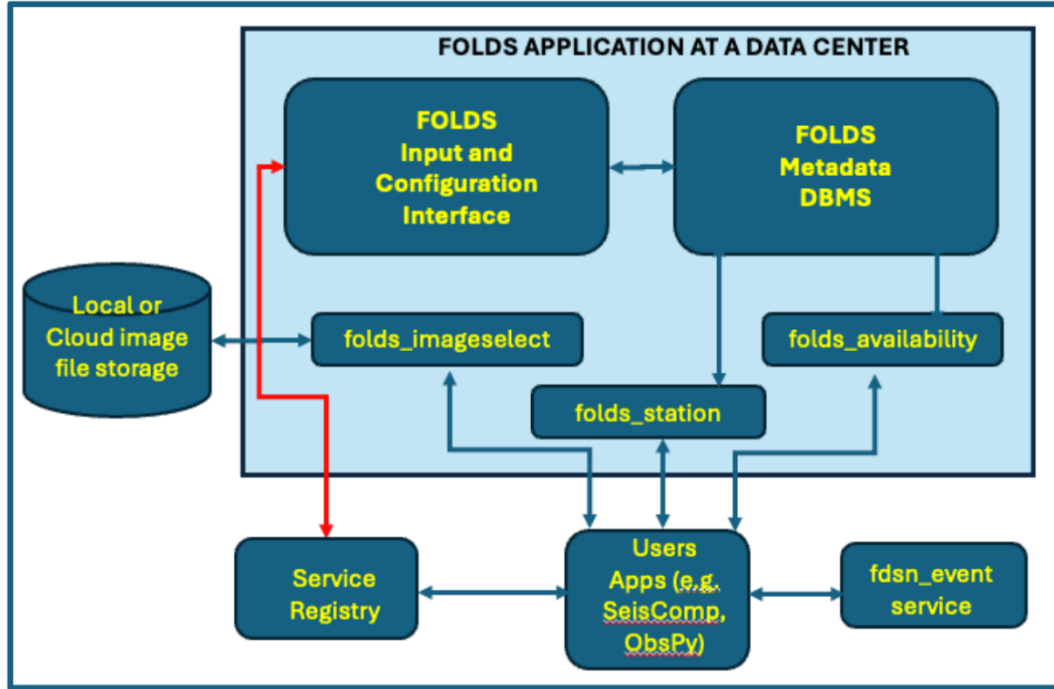 FOLDS APPLICATION AT A DATA CENTER
FOLDS
Input and
Configuration
Interface
FOLDS
Metadada
DBMS
Local or
Cloud image
file storage
folds_imageselect
folds_availability
folds_station
Service
Registry
Users
Apps (e.g.
SeisComp,
ObsPy)
fdsn_event
service